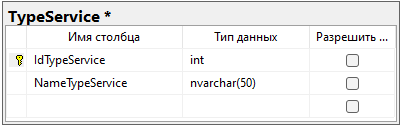 TypeService *
Имя столбца Тип данных Разрешить ...
IdTypeService int
NameTypeService nvarchar(50)